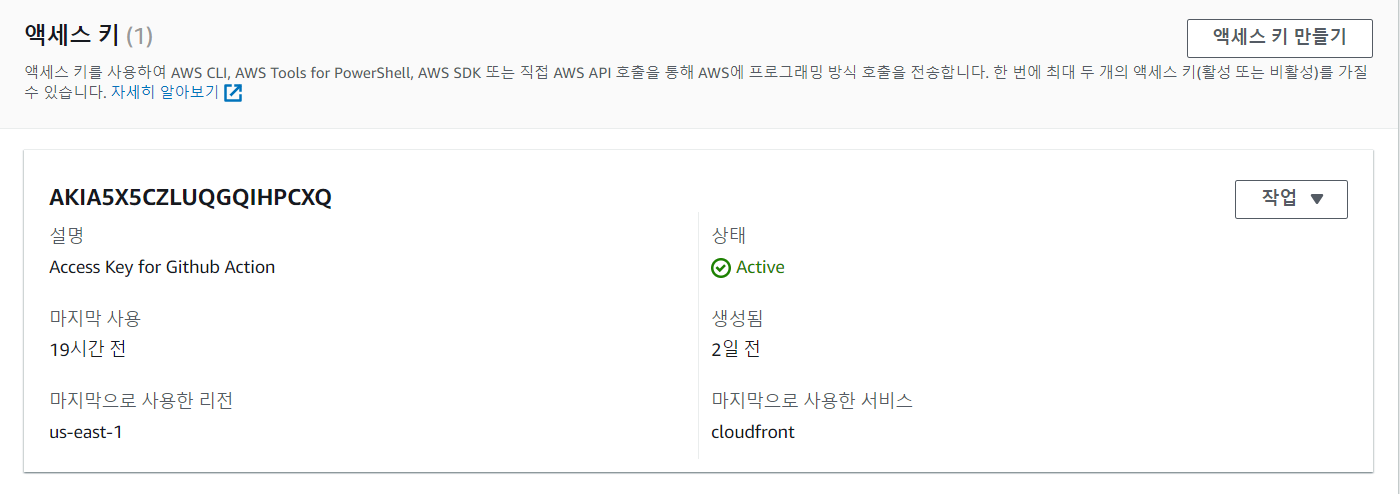 액세스 키 (1)
액세스 키 만들기
액세스 키를 사용하여 AWS CLI, AWS Tools for PowerShell, AWS SDK 또는 직접 AWS API 호출을 통해 AWS에 프로그래밍 방식 호출을 전송합니다. 한 번에 최대 두 개의 액세스 키(활성 또는 비활성)를 가질
수 있습니다. 자세히 알아보기
AKIA5X5CZLUQGQIHPCXQ
작업
설명
Access Key for Github Action
상태
Active
마지막 사용
19시간 전
생성됨
2일 전
마지막으로 사용한 리전
us-east-1
마지막으로 사용한 서비스
cloudfront